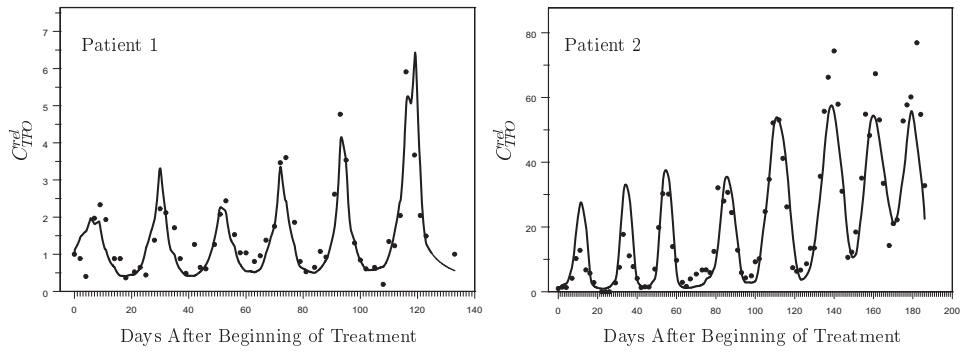 Patient 1
C^{rel}_{TPO}
7
6
5
4
3
2
1
0
0 20 40 60 80 100 120 140
Days After Beginning of Treatment
Patient 2
C^{rel}_{TPO}
80
60
40
20
0
0 20 40 60 80 100 120 140 160 180 200
Days After Beginning of Treatment